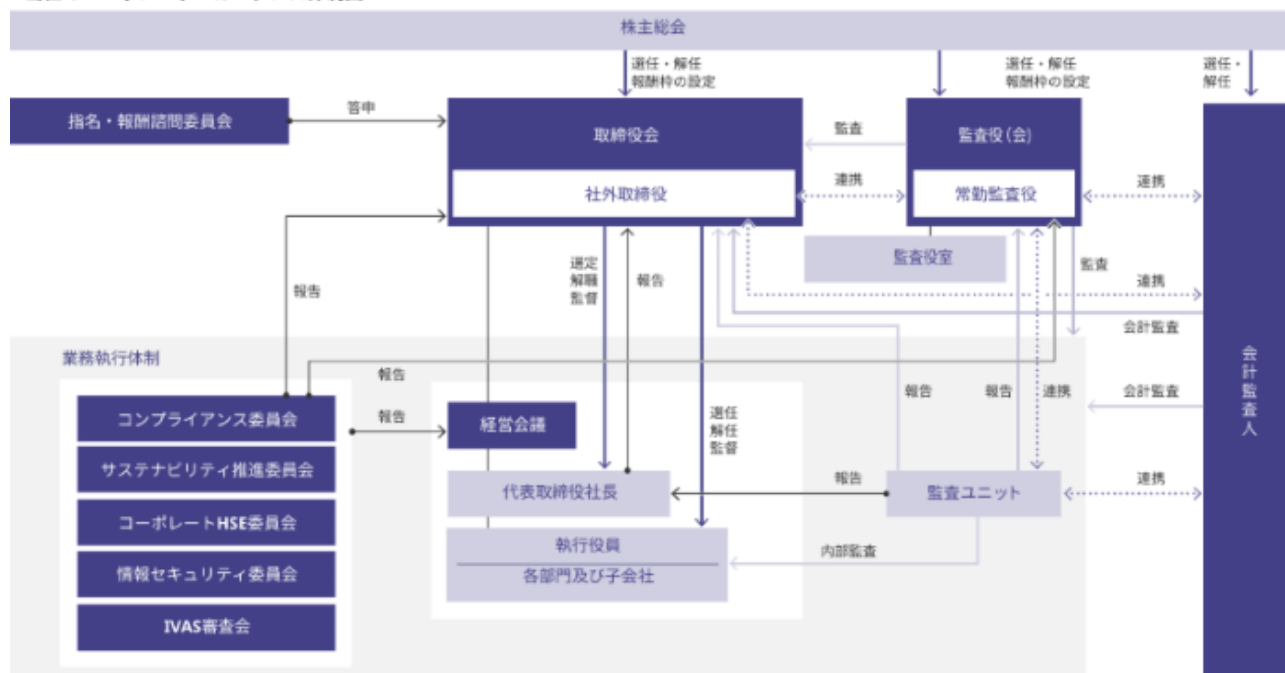 株主総会
選任・解任
報酬枠の設定
選任・解任
報酬枠の設定
選任・
解任
指名・報酬諮問委員会
答申
取締役会
社外取締役
監査
連携
監査役(会)
常勤監査役
連携
監査役室
監査
連携
会計監査
選定
解職
監督
報告
報告
業務執行体制
報告
コンプライアンス委員会
サステナビリティ推進委員会
コーポレートHSE委員会
情報セキュリティ委員会
IVAS審査会
報告
経営会議
選任
解任
監督
報告
報告
連携
会計監査
会計監査人
代表取締役社長
報告
監査ユニット
連携
執行役員
各部門及び子会社
内部監査